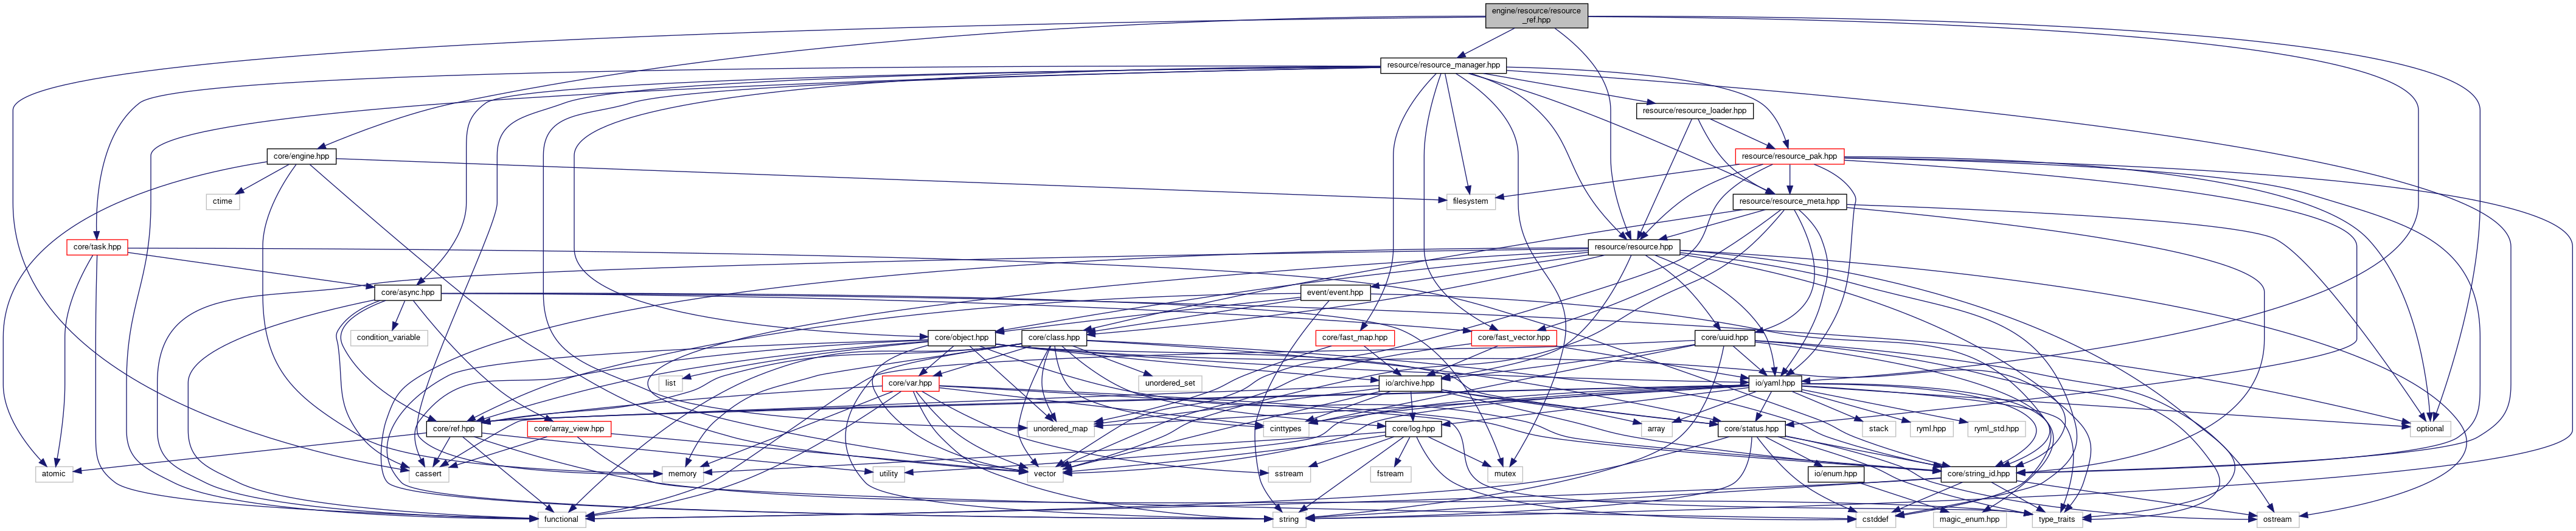 engine/resource/resource
_ref.hpp
resource/resource_manager.hpp
resource/resource_loader.hpp
core/engine.hpp
resource/resource_pak.hpp
ctime
filesystem
resource/resource_meta.hpp
core/task.hpp
resource/resource.hpp
core/async.hpp
event/event.hpp
condition_variable
core/object.hpp
core/class.hpp
core/fast_map.hpp
core/fast_vector.hpp
core/uuid.hpp
list
core/var.hpp
unordered_set
io/archive.hpp
io/yaml.hpp
core/ref.hpp
core/array_view.hpp
unordered_map
cinttypes
core/log.hpp
array
core/status.hpp
stack
ryml.hpp
ryml_std.hpp
optional
atomic
cassert
memory
utility
vector
sstream
fstream
mutex
io/enum.hpp
core/string_id.hpp
functional
string
cstddef
magic_enum.hpp
type_traits
ostream